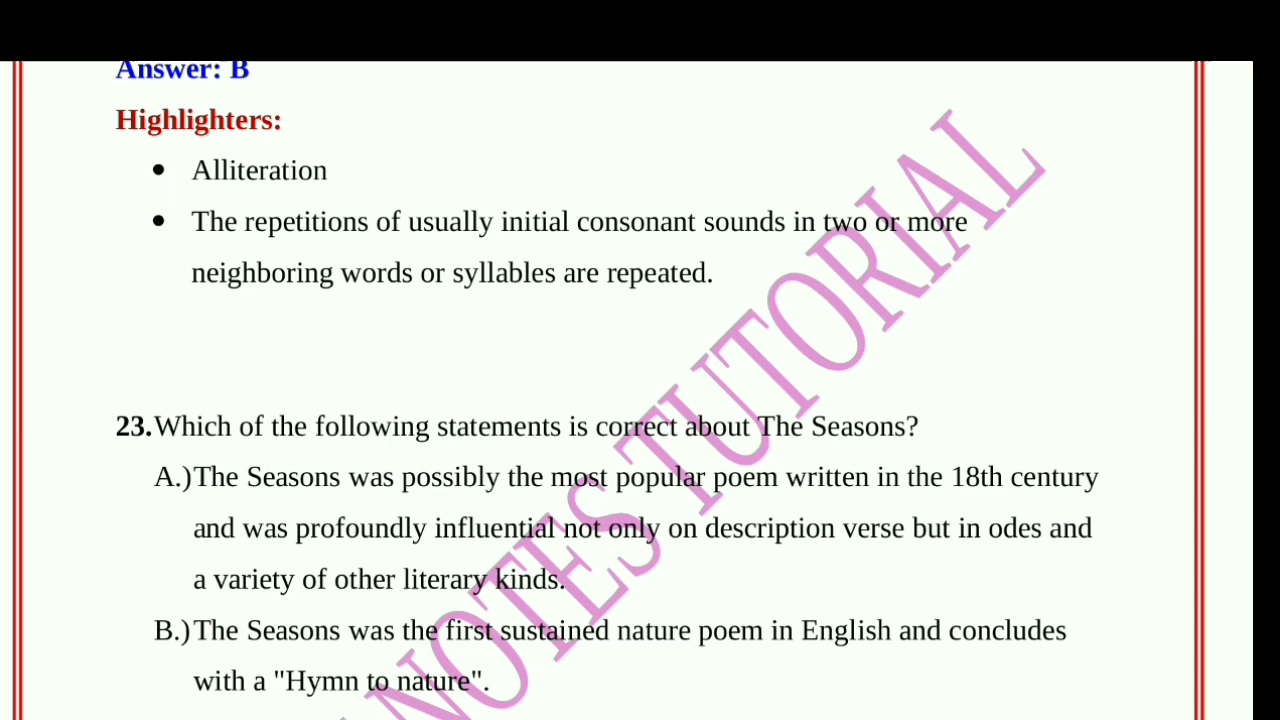 Answer: B
Highlighters:
• Alliteration
• The repetitions of usually initial consonant sounds in two or more
neighboring words or syllables are repeated.
23.Which of the following statements is correct about The Seasons?
A.)The Seasons was possibly the most popular poem written in the 18th century
and was profoundly influential not only on description verse but in odes and
a variety of other literary kinds.
B.)The Seasons was the first sustained nature poem in English and concludes
with a "Hymn to nature".
NOTES TUTORIAL